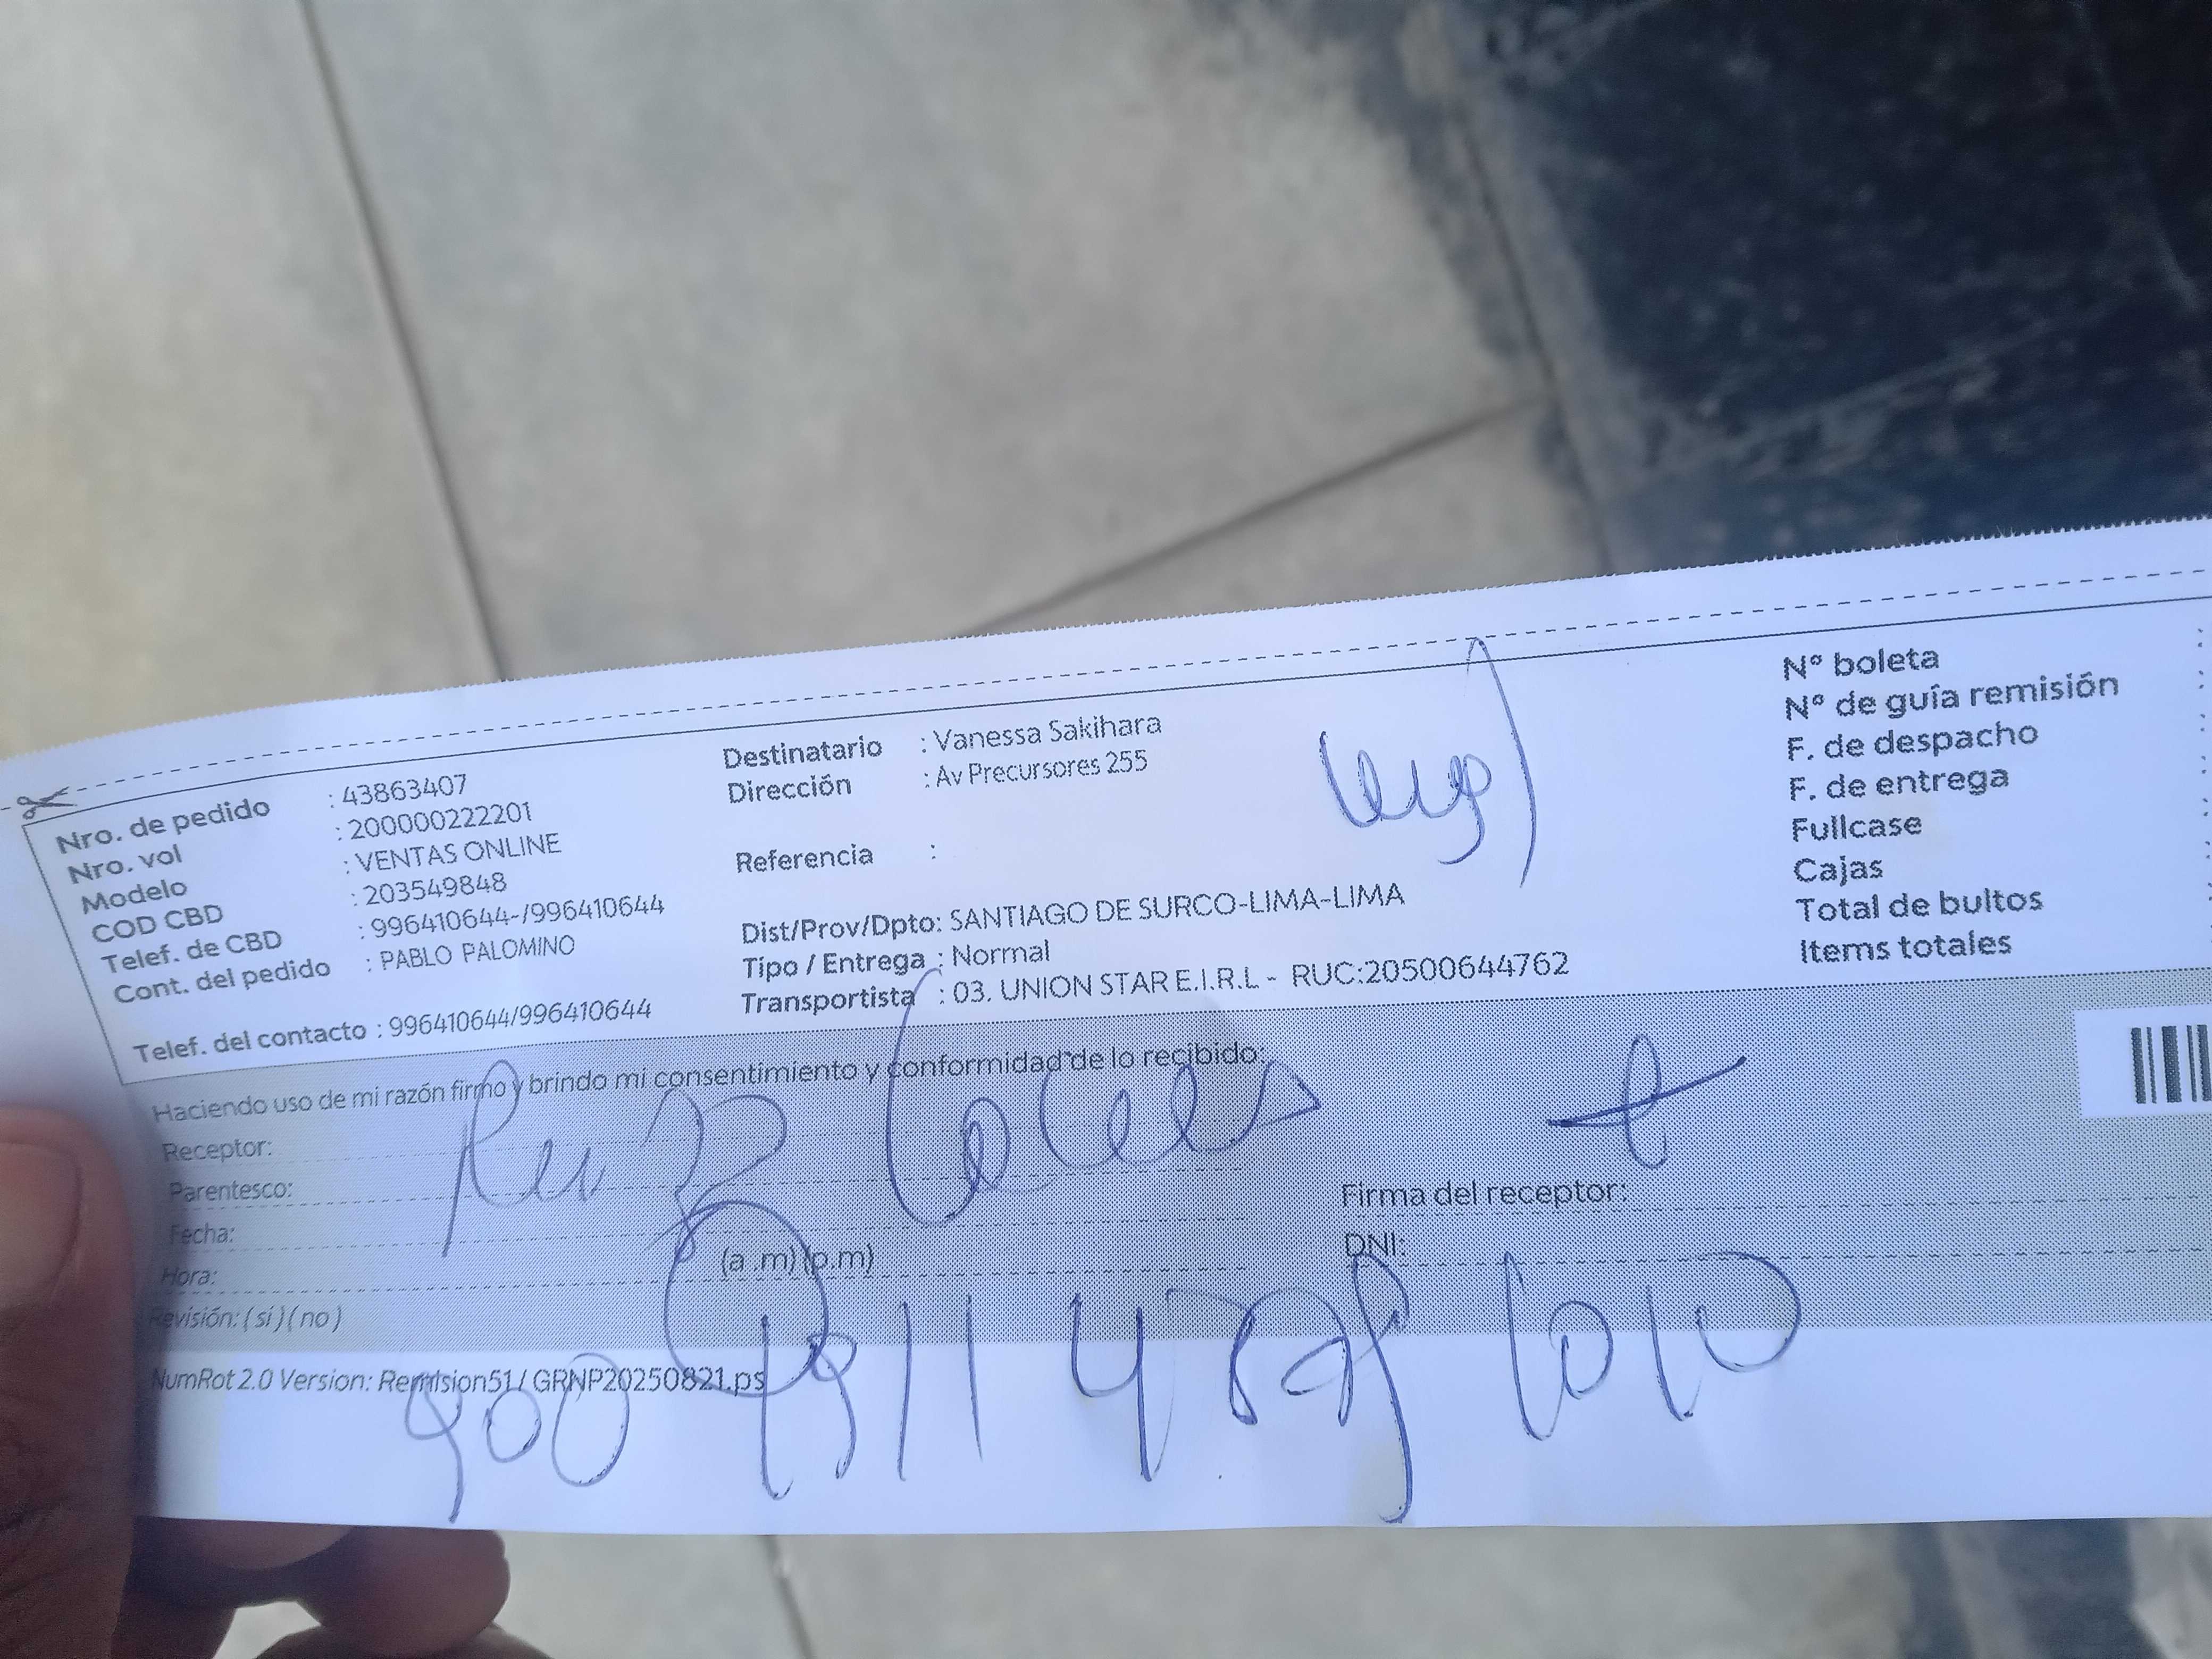 Nro. de pedido : 43863407
Nro. vol : 200000222201
Modelo : VENTAS ONLINE
COD CBD : 203549848
Telef. de CBD : 996410644-/996410644
Cont. del pedido : PABLO PALOMINO
Telef. del contacto : 996410644/996410644
Destinatario : Vanessa Sakihara
Dirección : Av Precursores 255
Referencia :
Dist/Prov/Dpto: SANTIAGO DE SURCO-LIMA-LIMA
Tipo / Entrega : Normal
Transportista : 03. UNION STAR E.I.R.L - RUC:20500644762
Nº boleta :
Nº de guía remisión :
F. de despacho :
F. de entrega :
Fullcase :
Cajas :
Total de bultos :
Items totales :
Haciendo uso de mi razón firmo y brindo mi consentimiento y conformidad de lo recibido:
Receptor:
Parentesco:
Fecha:
Hora: (a .m) (p.m)
Revisión: ( si ) ( no )
Firma del receptor:
DNI:
NumRot 2.0 Version: Remision51 / GRNP20250821.ps